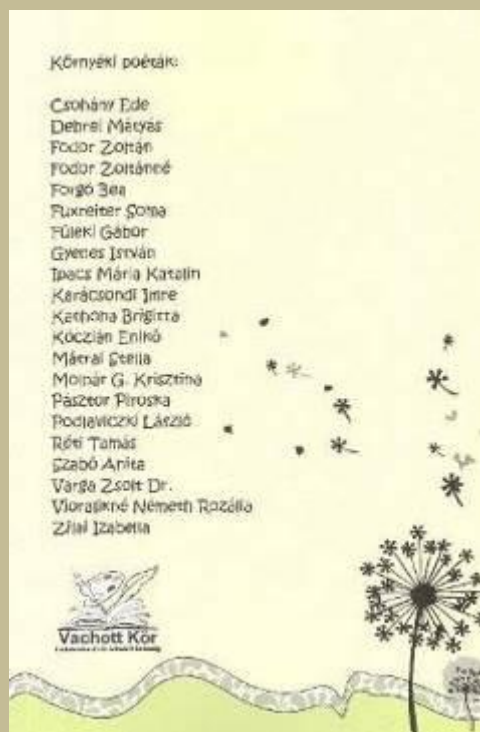 Környéki poéták:
Csohány Ede
Debrei Mátyás
Fodor Zoltán
Fodor Zoltánné
Forgó Bea
Fuxreiter Soma
Füleki Gábor
Gyenes István
Ipacs Mária Katalin
Karácsondi Imre
Kathona Brigitta
Kóczián Enikő
Mátrai Stella
Molnár G. Krisztina
Pásztor Piroska
Podlaviczki László
Réti Tamás
Szabó Anita
Varga Zsolt Dr.
Németh Rozália
Zilai Izabella
Vachott Kör